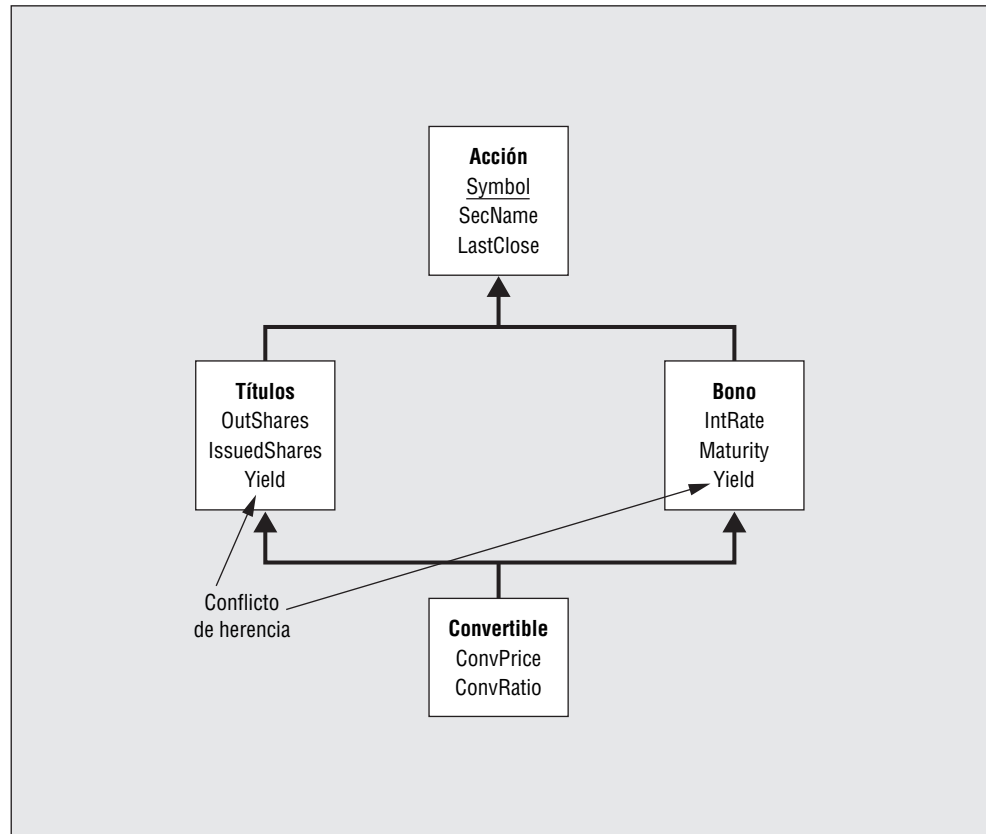 Acción
Symbol
SecName
LastClose
Títulos
OutShares
IssuedShares
Yield
Bono
IntRate
Maturity
Yield
Conflicto
de herencia
Convertible
ConvPrice
ConvRatio